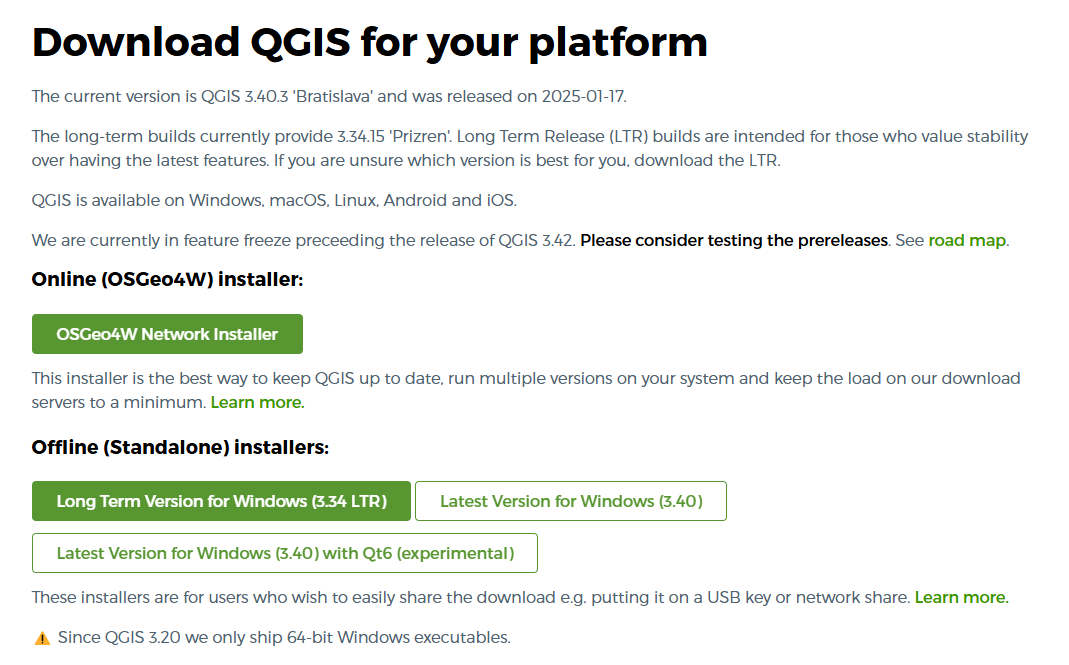 Download QGIS for your platform
The current version is QGIS 3.40.3 'Bratislava' and was released on 2025-01-17.
The long-term builds currently provide 3.34.15 'Prizren'. Long Term Release (LTR) builds are intended for those who value stability
over having the latest features. If you are unsure which version is best for you, download the LTR.
QGIS is available on Windows, macOS, Linux, Android and iOS.
We are currently in feature freeze preceeding the release of QGIS 3.42. Please consider testing the prereleases. See road map.
Online (OSGeo4W) installer:
OSGeo4W Network Installer
This installer is the best way to keep QGIS up to date, run multiple versions on your system and keep the load on our download
servers to a minimum. Learn more.
Offline (Standalone) installers:
Long Term Version for Windows (3.34 LTR) Latest Version for Windows (3.40)
Latest Version for Windows (3.40) with Qt6 (experimental)
These installers are for users who wish to easily share the download e.g. putting it on a USB key or network share. Learn more.
Since QGIS 3.20 we only ship 64-bit Windows executables.